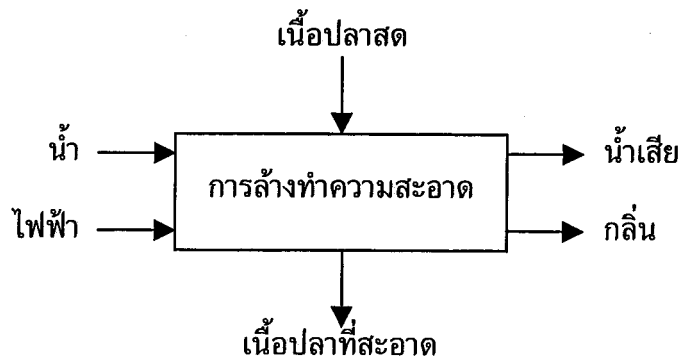 เนื้อปลาสด
น้ำ
น้ำเสีย
การล้างทำความสะอาด
ไฟฟ้า
กลิ่น
เนื้อปลาที่สะอาด